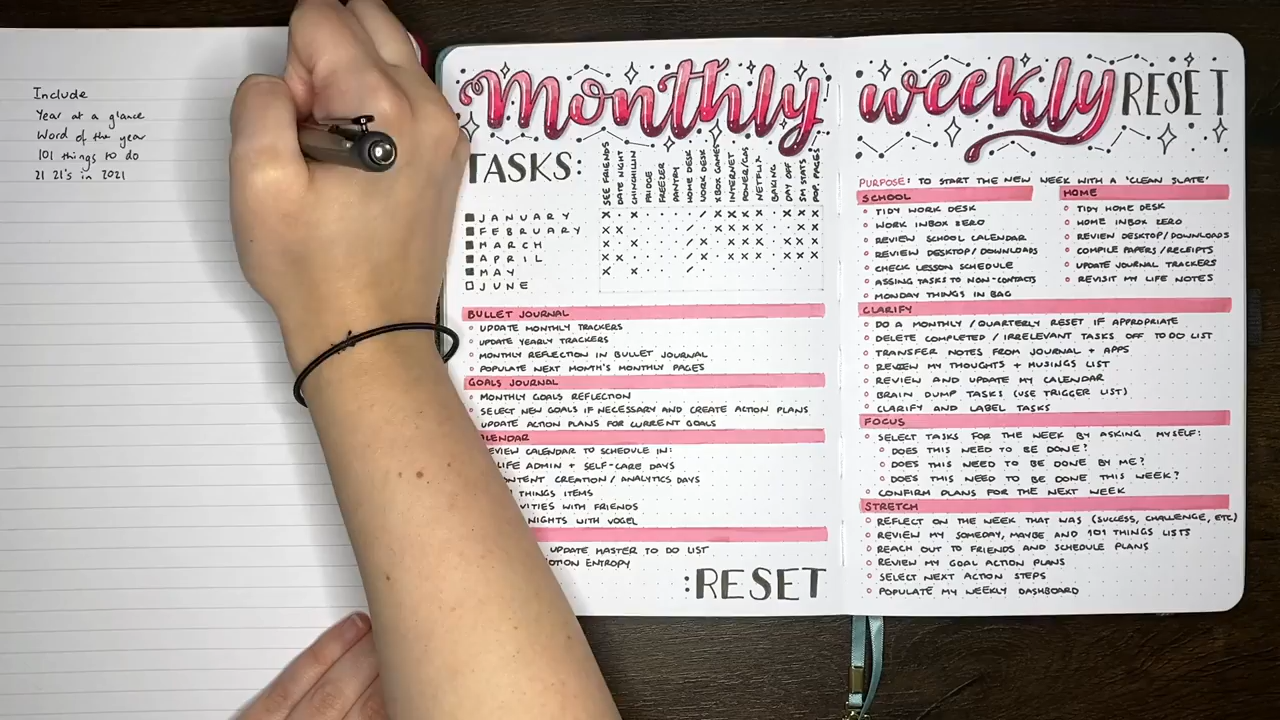 Include
Year at a glance
Word of the year
101 things to do
21 21's in 2021
Monthly
TASKS:
SEE FRIENDS
DATE NIGHT
CHINCHILLIN
FRIDGE
FREEZER
PANTRY
HOME DESK
WORK DESK
XBOX GAMES
INTERNET
POWER/GAS
NETFLIX
BAKING
DAY OFF
SM STATS
POP. PAGES
JANUARY
FEBRUARY
MARCH
APRIL
MAY
JUNE
BULLET JOURNAL
UPDATE MONTHLY TRACKERS
UPDATE YEARLY TRACKERS
MONTHLY REFLECTION IN BULLET JOURNAL
POPULATE NEXT MONTH'S MONTHLY PAGES
GOALS JOURNAL
MONTHLY GOALS REFLECTION
SELECT NEW GOALS IF NECESSARY AND CREATE ACTION PLANS
UPDATE ACTION PLANS FOR CURRENT GOALS
ALENDAR
EVIEW CALENDAR TO SCHEDULE IN:
LIFE ADMIN + SELF-CARE DAYS
NTENT CREATION / ANALYTICS DAYS
THINGS ITEMS
VITIES WITH FRIENDS
NIGHTS WITH VOGEL
UPDATE MASTER TO DO LIST
OTION ENTROPY
:RESET
weekly RESET
PURPOSE: TO START THE NEW WEEK WITH A 'CLEAN SLATE'
SCHOOL
TIDY WORK DESK
WORK INBOX ZERO
REVIEW SCHOOL CALENDAR
REVIEW DESKTOP/DOWNLOADS
CHECK LESSON SCHEDULE
ASSING TASKS TO NON-CONTACTS
MONDAY THINGS IN BAG
HOME
TIDY HOME DESK
HOME INBOX ZERO
REVIEW DESKTOP/DOWNLOADS
COMPILE PAPERS/RECEIPTS
UPDATE JOURNAL TRACKERS
REVISIT MY LIFE NOTES
CLARIFY
DO A MONTHLY / QUARTERLY RESET IF APPROPRIATE
DELETE COMPLETED / IRRELEVANT TASKS OFF TO DO LIST
TRANSFER NOTES FROM JOURNAL + APPS
REVIEW MY THOUGHTS + MUSINGS LIST
REVIEW AND UPDATE MY CALENDAR
BRAIN DUMP TASKS (USE TRIGGER LIST)
CLARIFY AND LABEL TASKS
FOCUS
SELECT TASKS FOR THE WEEK BY ASKING MYSELF:
DOES THIS NEED TO BE DONE?
DOES THIS NEED TO BE DONE BY ME?
DOES THIS NEED TO BE DONE THIS WEEK?
CONFIRM PLANS FOR THE NEXT WEEK
STRETCH
REFLECT ON THE WEEK THAT WAS (SUCCESS, CHALLENGE, ETC)
REVIEW MY SOMEDAY, MAYBE AND 101 THINGS LISTS
REACH OUT TO FRIENDS AND SCHEDULE PLANS
REVIEW MY GOAL ACTION PLANS
SELECT NEXT ACTION STEPS
POPULATE MY WEEKLY DASHBOARD